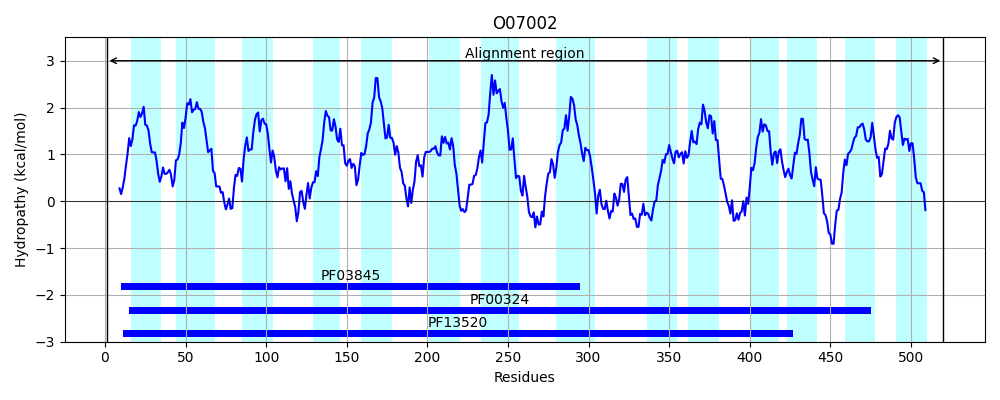 O07002
Alignment region
Hydropathy (kcal/mol)
3
2
1
0
−1
−2
−3
PF03845
PF00324
PF13520
0 50 100 150 200 250 300 350 400 450 500
Residues